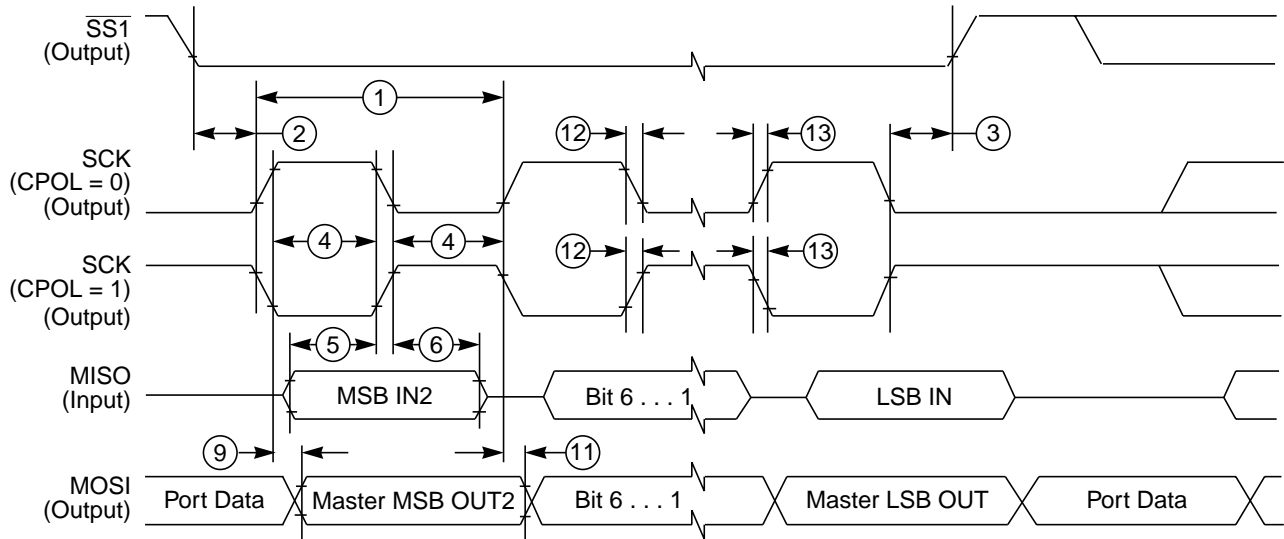 SS1
(Output)
1
2
12
13
3
SCK
(CPOL = 0)
(Output)
4
4
12
13
SCK
(CPOL = 1)
(Output)
5
6
MISO
(Input)
MSB IN2
Bit 6 . . . 1
LSB IN
9
11
MOSI
(Output)
Port Data
Master MSB OUT2
Bit 6 . . . 1
Master LSB OUT
Port Data